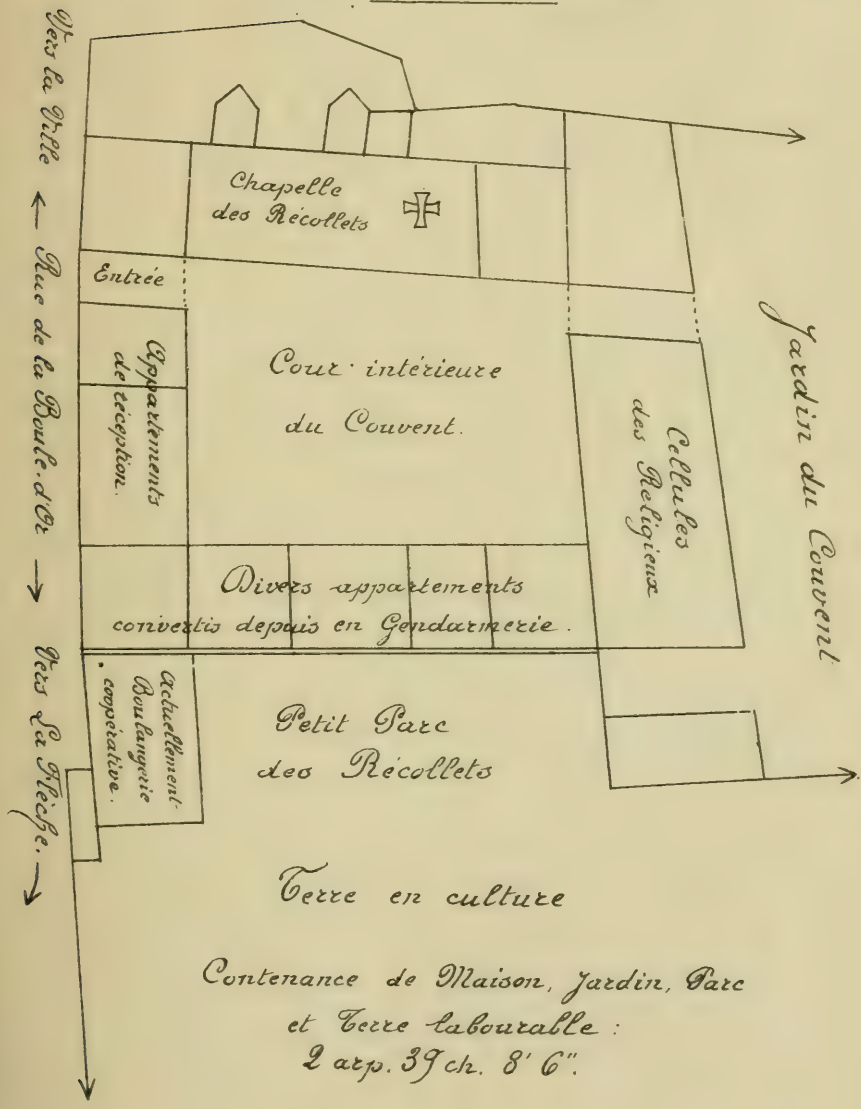 Vers la Ville ← Rue de la Boule-d'Or → Vers La Flèche. →
Chapelle
des Récollets
Entrée
Appartements
de réception.
Cour intérieure
du Couvent.
Cellules
des Religieux
Jardin du Couvent
Divers appartements
convertis depuis en Gendarmerie.
Actuellement
Boulangerie
coopérative.
Petit Parc
des Récollets
Terre en culture
Contenance de Maison, Jardin, Parc
et Terre labourable :
2 arp. 39 ch. 8' 6".